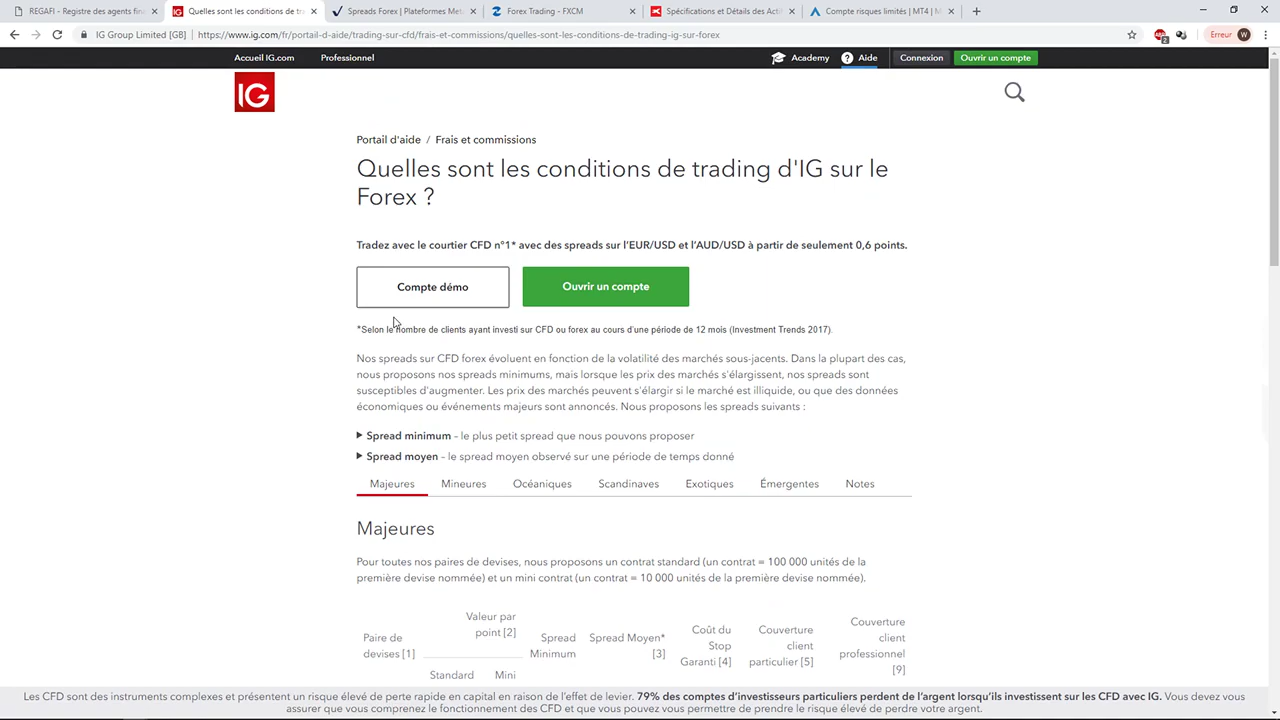 REGAFI – Registre des agents fina
Quelles sont les conditions de tra
Spreads Forex | Plateformes Met
Forex Trading - FXCM
Spécifications et Détails des Acti
Compte risques limités | MT4 | M
IG Group Limited [GB]
https://www.ig.com/fr/portail-d-aide/trading-sur-cfd/frais-et-commissions/quelles-sont-les-conditions-de-trading-ig-sur-forex
Erreur W
Accueil IG.com Professionnel Academy Aide Connexion Ouvrir un compte
IG
Portail d'aide / Frais et commissions
Quelles sont les conditions de trading d'IG sur le
Forex ?
Tradez avec le courtier CFD n°1* avec des spreads sur l'EUR/USD et l'AUD/USD à partir de seulement 0,6 points.
Compte démo Ouvrir un compte
*Selon le nombre de clients ayant investi sur CFD ou forex au cours d'une période de 12 mois (Investment Trends 2017).
Nos spreads sur CFD forex évoluent en fonction de la volatilité des marchés sous-jacents. Dans la plupart des cas,
nous proposons nos spreads minimums, mais lorsque les prix des marchés s'élargissent, nos spreads sont
susceptibles d'augmenter. Les prix des marchés peuvent s'élargir si le marché est illiquide, ou que des données
économiques ou événements majeurs sont annoncés. Nous proposons les spreads suivants :
Spread minimum – le plus petit spread que nous pouvons proposer
Spread moyen – le spread moyen observé sur une période de temps donné
Majeures Mineures Océaniques Scandinaves Exotiques Émergentes Notes
Majeures
Pour toutes nos paires de devises, nous proposons un contrat standard (un contrat = 100 000 unités de la
première devise nommée) et un mini contrat (un contrat = 10 000 unités de la première devise nommée).
Paire de
devises [1]
Valeur par
point [2]
Standard Mini
Spread
Minimum
Spread Moyen*
[3]
Coût du
Stop
Garanti [4]
Couverture
client
particulier [5]
Couverture
client
professionnel
[9]
Les CFD sont des instruments complexes et présentent un risque élevé de perte rapide en capital en raison de l'effet de levier. 79% des comptes d'investisseurs particuliers perdent de l'argent lorsqu'ils investissent sur les CFD avec IG. Vous devez vous
assurer que vous comprenez le fonctionnement des CFD et que vous pouvez vous permettre de prendre le risque élevé de perdre votre argent.